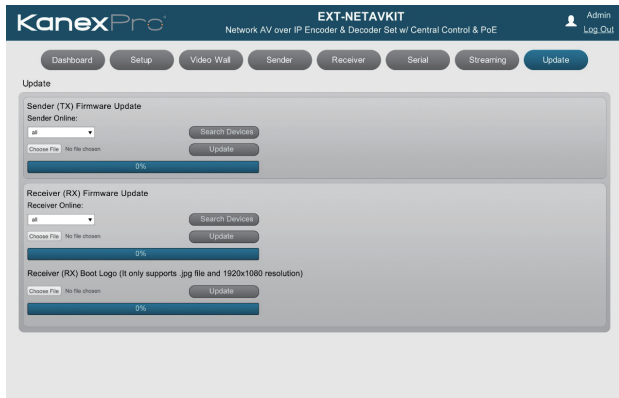 KanexPro
EXT-NETAVKIT
Network AV over IP Encoder & Decoder Set w/ Central Control & PoE
Admin
Log Out
Dashboard Setup Video Wall Sender Receiver Serial Streaming Update
Update
Sender (TX) Firmware Update
Sender Online:
all Search Devices
Choose File No file chosen Update
0%
Receiver (RX) Firmware Update
Receiver Online:
all Search Devices
Choose File No file chosen Update
0%
Receiver (RX) Boot Logo (It only supports .jpg file and 1920x1080 resolution)
Choose File No file chosen Update
0%